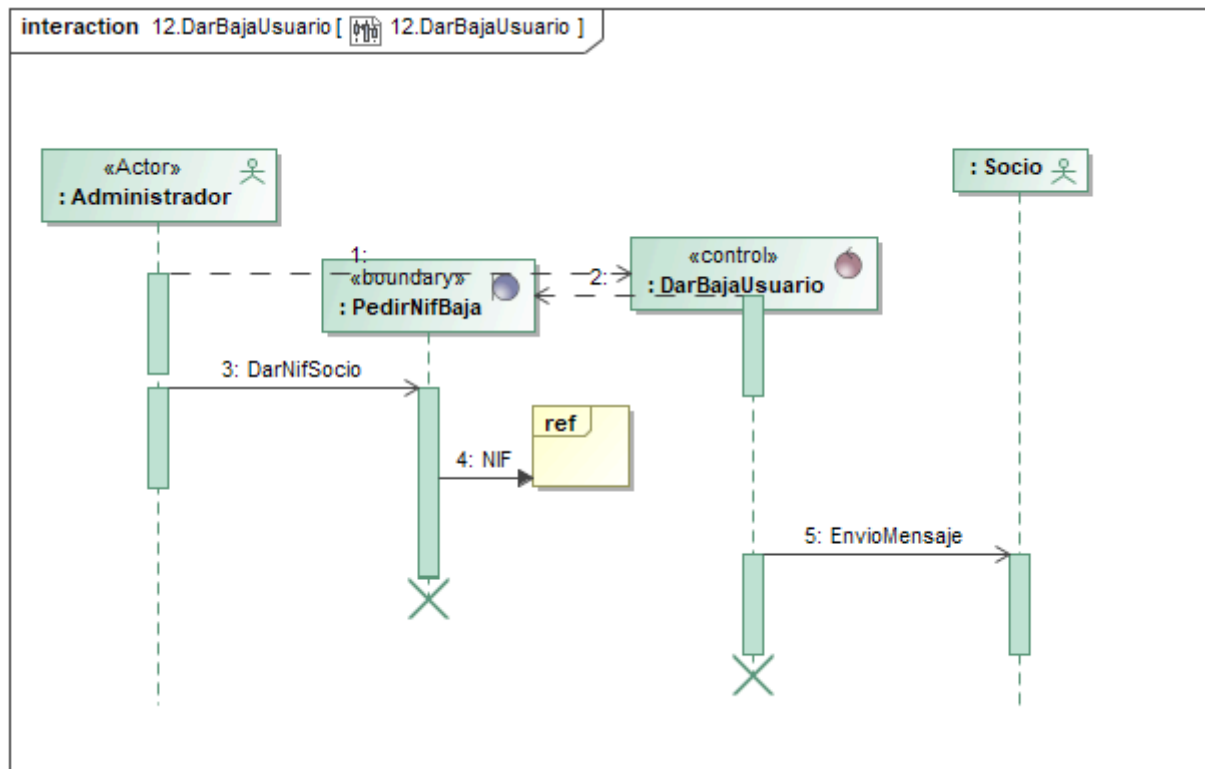 interaction 12.DarBajaUsuario [ 12.DarBajaUsuario ]
«Actor»
: Administrador
: Socio
1:
«boundary»
: PedirNifBaja
2:
«control»
: DarBajaUsuario
3: DarNifSocio
ref
4: NIF
5: EnvioMensaje